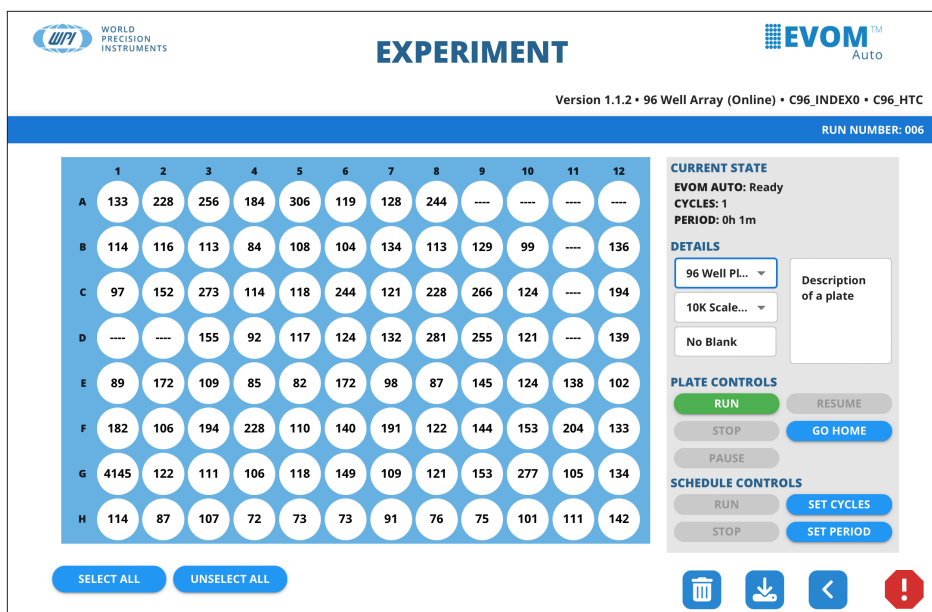 WPI
WORLD
PRECISION
INSTRUMENTS
EXPERIMENT
EVOM™
Auto
Version 1.1.2 • 96 Well Array (Online) • C96_INDEX0 • C96_HTC
RUN NUMBER: 006
1 2 3 4 5 6 7 8 9 10 11 12
A 133 228 256 184 306 119 128 244 ---- ---- ---- ----
B 114 116 113 84 108 104 134 113 129 99 ---- 136
C 97 152 273 114 118 244 121 228 266 124 ---- 194
D ---- ---- 155 92 117 124 132 281 255 121 ---- 139
E 89 172 109 85 82 172 98 87 145 124 138 102
F 182 106 194 228 110 140 191 122 144 153 204 133
G 4145 122 111 106 118 149 109 121 153 277 105 134
H 114 87 107 72 73 73 91 76 75 101 111 142
SELECT ALL UNSELECT ALL
CURRENT STATE
EVOM AUTO: Ready
CYCLES: 1
PERIOD: 0h 1m
DETAILS
96 Well Pl...
10K Scale...
No Blank
Description
of a plate
PLATE CONTROLS
RUN RESUME
STOP GO HOME
PAUSE
SCHEDULE CONTROLS
RUN SET CYCLES
STOP SET PERIOD